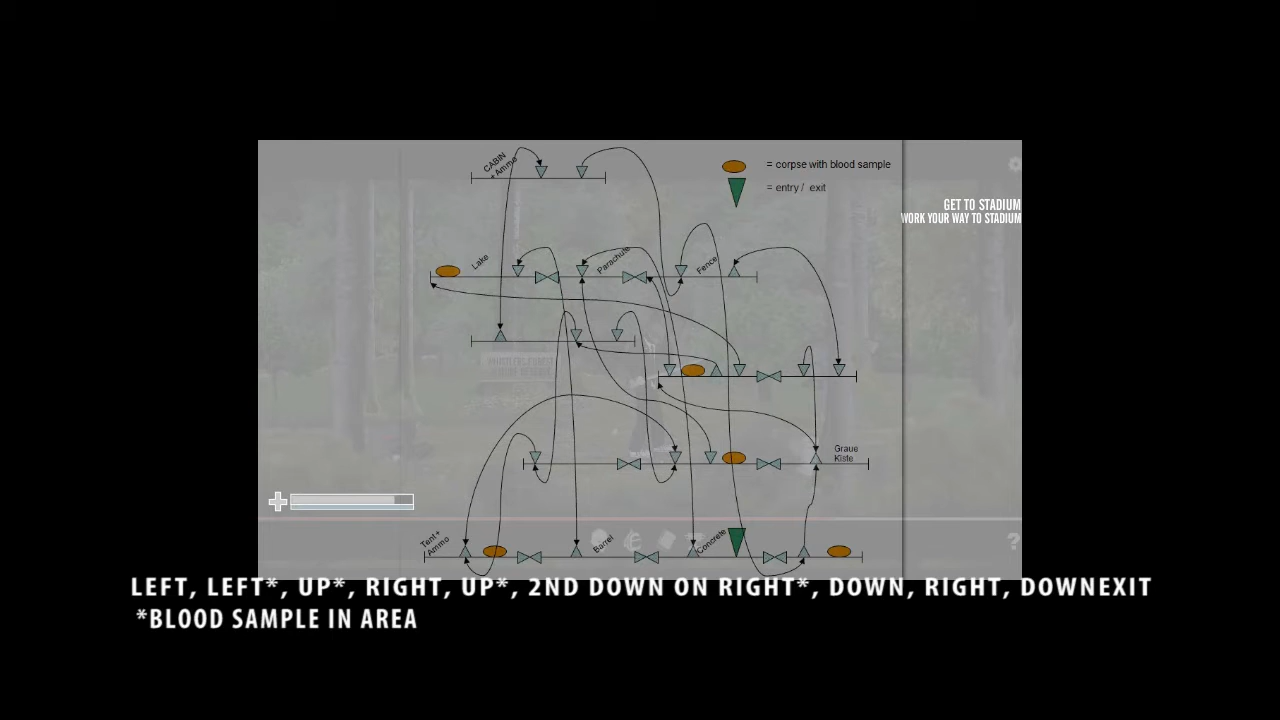 CABIN
+Ammo
= corpse with blood sample
= entry / exit
GET TO STADIUM
WORK YOUR WAY TO STADIUM
Lake
Parachute
Fence
Graue
Kiste
Tent+
Ammo
Barrel
Concrete
?
LEFT, LEFT*, UP*, RIGHT, UP*, 2ND DOWN ON RIGHT*, DOWN, RIGHT, DOWNEXIT
*BLOOD SAMPLE IN AREA